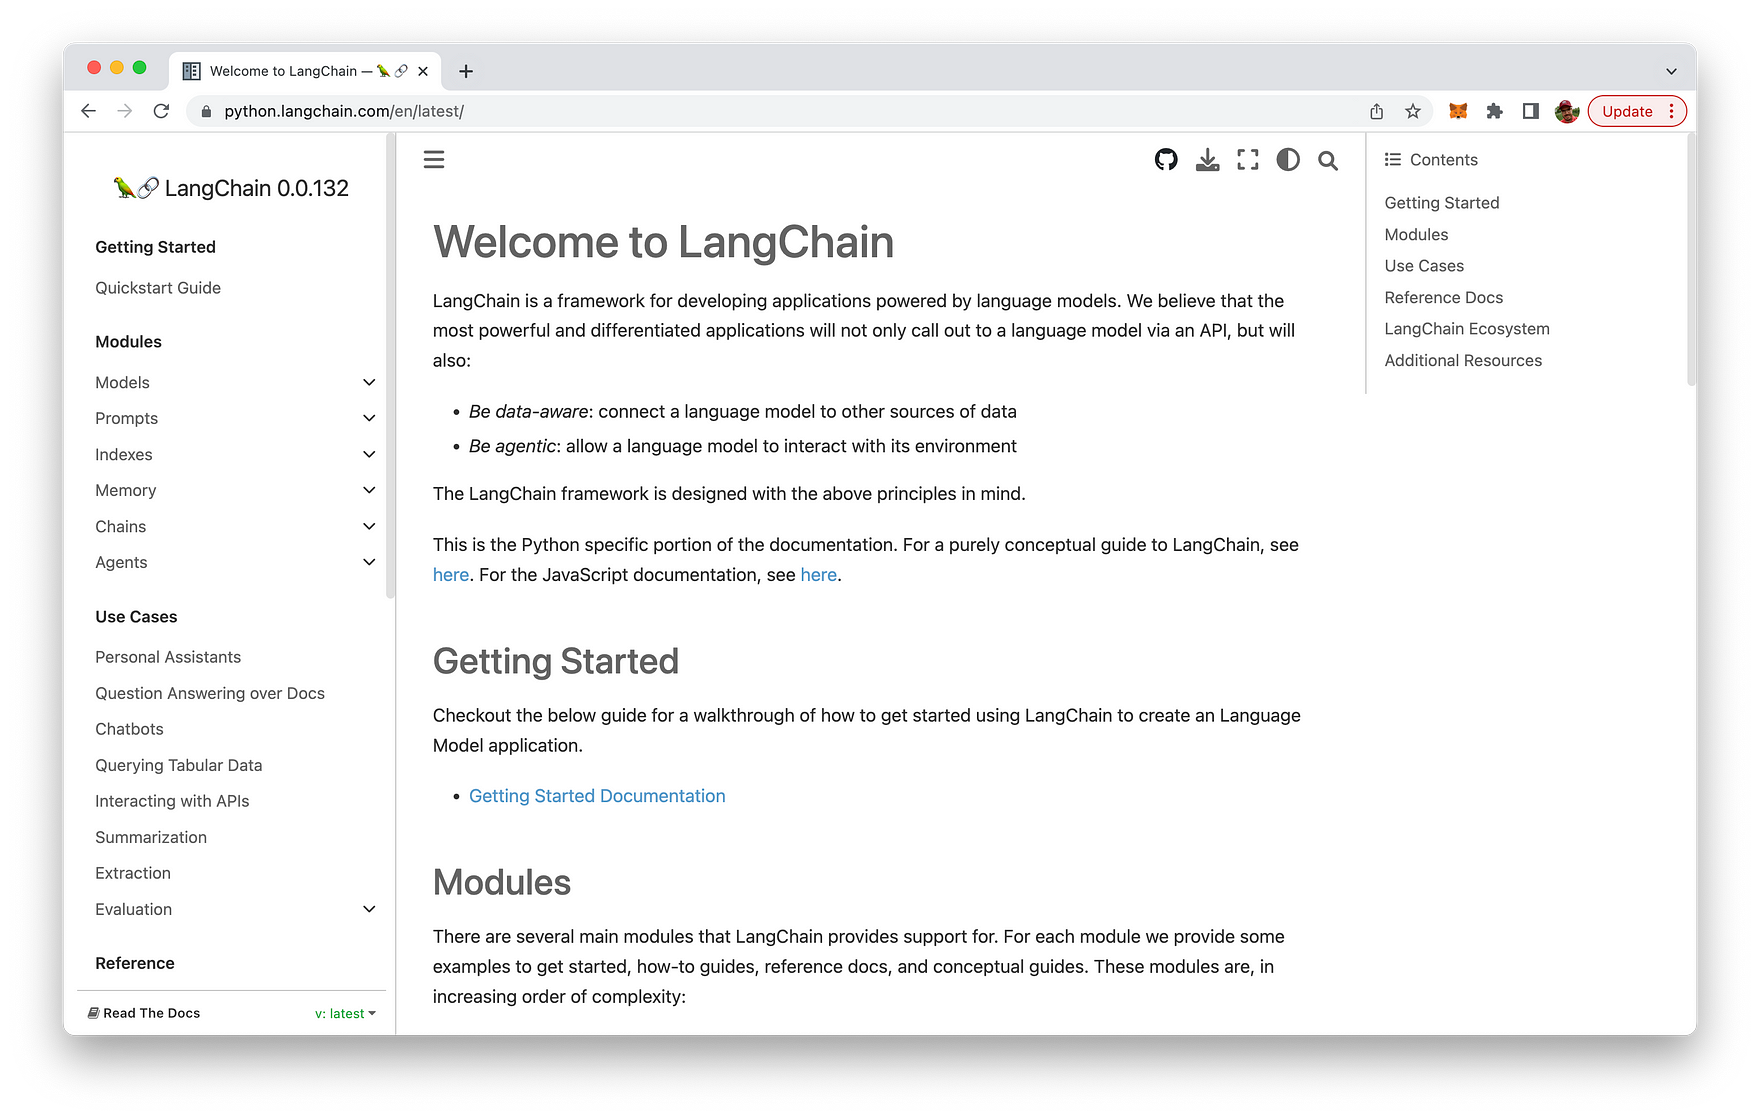 Welcome to LangChain — 🦜🔗
python.langchain.com/en/latest/
Update
🦜🔗 LangChain 0.0.132
Getting Started
Quickstart Guide
Modules
Models
Prompts
Indexes
Memory
Chains
Agents
Use Cases
Personal Assistants
Question Answering over Docs
Chatbots
Querying Tabular Data
Interacting with APIs
Summarization
Extraction
Evaluation
Reference
Read The Docs
v: latest
Welcome to LangChain
LangChain is a framework for developing applications powered by language models. We believe that the
most powerful and differentiated applications will not only call out to a language model via an API, but will
also:
• Be data-aware: connect a language model to other sources of data
• Be agentic: allow a language model to interact with its environment
The LangChain framework is designed with the above principles in mind.
This is the Python specific portion of the documentation. For a purely conceptual guide to LangChain, see
here. For the JavaScript documentation, see here.
Getting Started
Checkout the below guide for a walkthrough of how to get started using LangChain to create an Language
Model application.
• Getting Started Documentation
Modules
There are several main modules that LangChain provides support for. For each module we provide some
examples to get started, how-to guides, reference docs, and conceptual guides. These modules are, in
increasing order of complexity:
Contents
Getting Started
Modules
Use Cases
Reference Docs
LangChain Ecosystem
Additional Resources